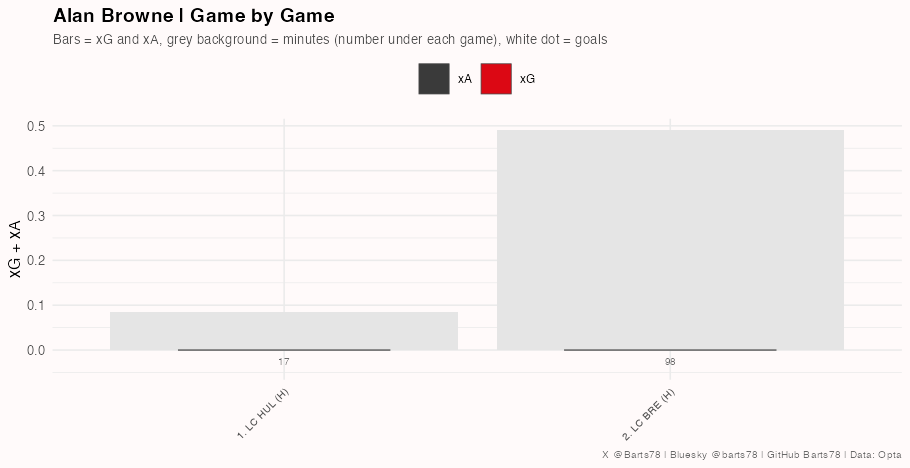 Alan Browne | Game by Game
Bars = xG and xA, grey background = minutes (number under each game), white dot = goals
xA xG
xG + xA
0.5
0.4
0.3
0.2
0.1
0.0
17 98
1. LC HUL (H) 2. LC BRE (H)
X @Barts78 | Bluesky @barts78 | GitHub Barts78 | Data: Opta